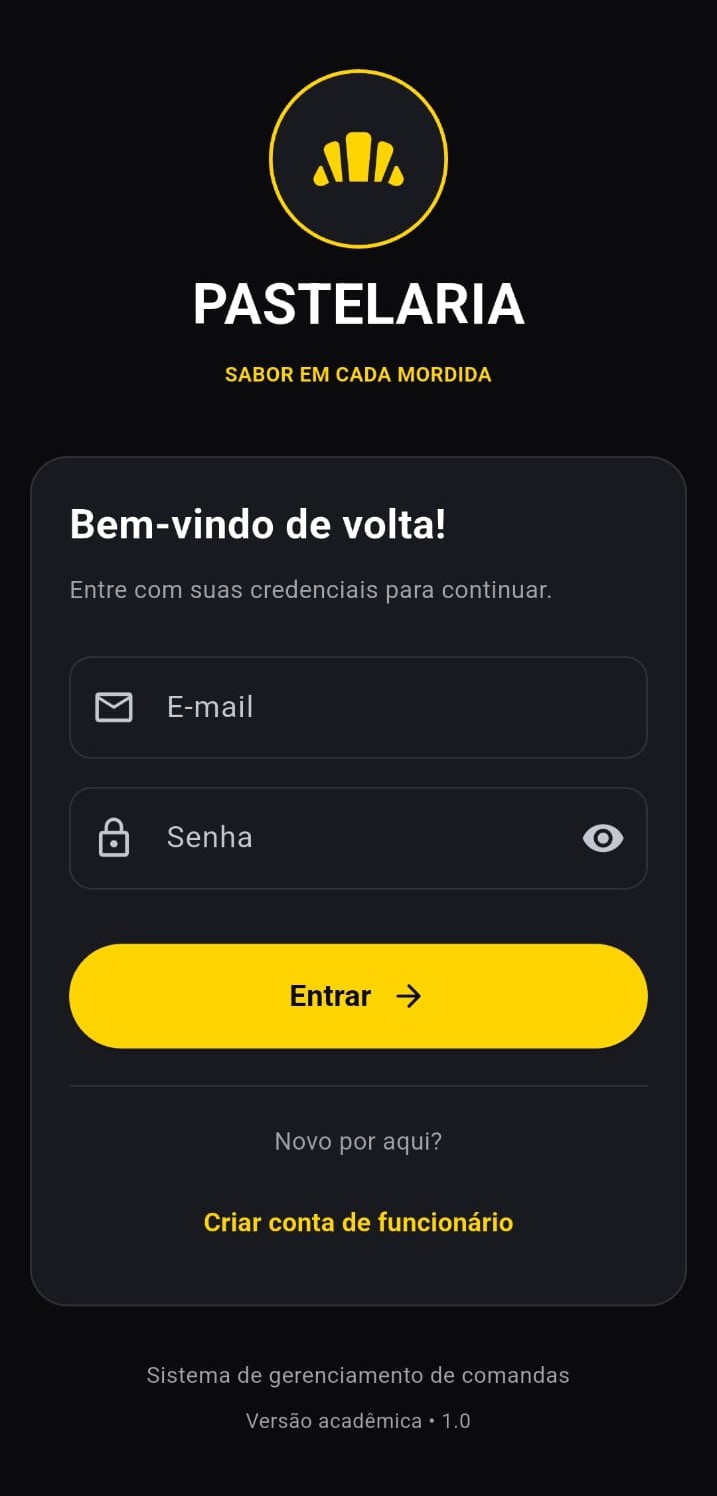 PASTELARIA
SABOR EM CADA MORDIDA
Bem-vindo de volta!
Entre com suas credenciais para continuar.
E-mail
Senha
Entrar →
Novo por aqui?
Criar conta de funcionário
Sistema de gerenciamento de comandas
Versão acadêmica • 1.0